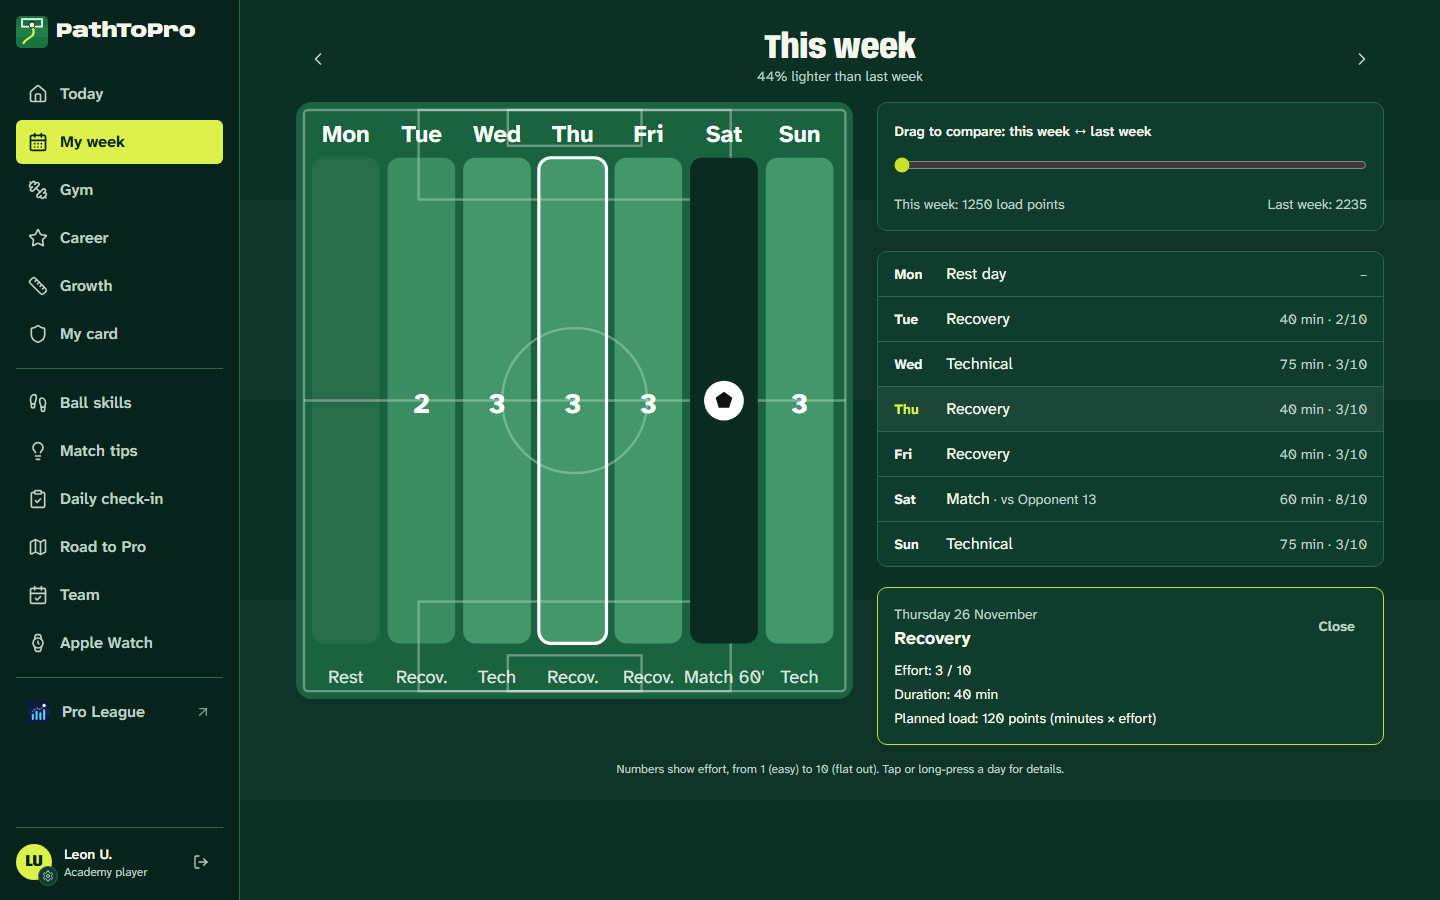 PathToPro
Today
My week
Gym
Career
Growth
My card
Ball skills
Match tips
Daily check-in
Road to Pro
Team
Apple Watch
Pro League
LU
Leon U.
Academy player
This week
44% lighter than last week
Mon Tue Wed Thu Fri Sat Sun
2 3 3 3 3
Rest Recov. Tech Recov. Recov. Match 60' Tech
Drag to compare: this week ↔ last week
This week: 1250 load points Last week: 2235
Mon Rest day –
Tue Recovery 40 min · 2/10
Wed Technical 75 min · 3/10
Thu Recovery 40 min · 3/10
Fri Recovery 40 min · 3/10
Sat Match · vs Opponent 13 60 min · 8/10
Sun Technical 75 min · 3/10
Thursday 26 November
Close
Recovery
Effort: 3 / 10
Duration: 40 min
Planned load: 120 points (minutes × effort)
Numbers show effort, from 1 (easy) to 10 (flat out). Tap or long-press a day for details.